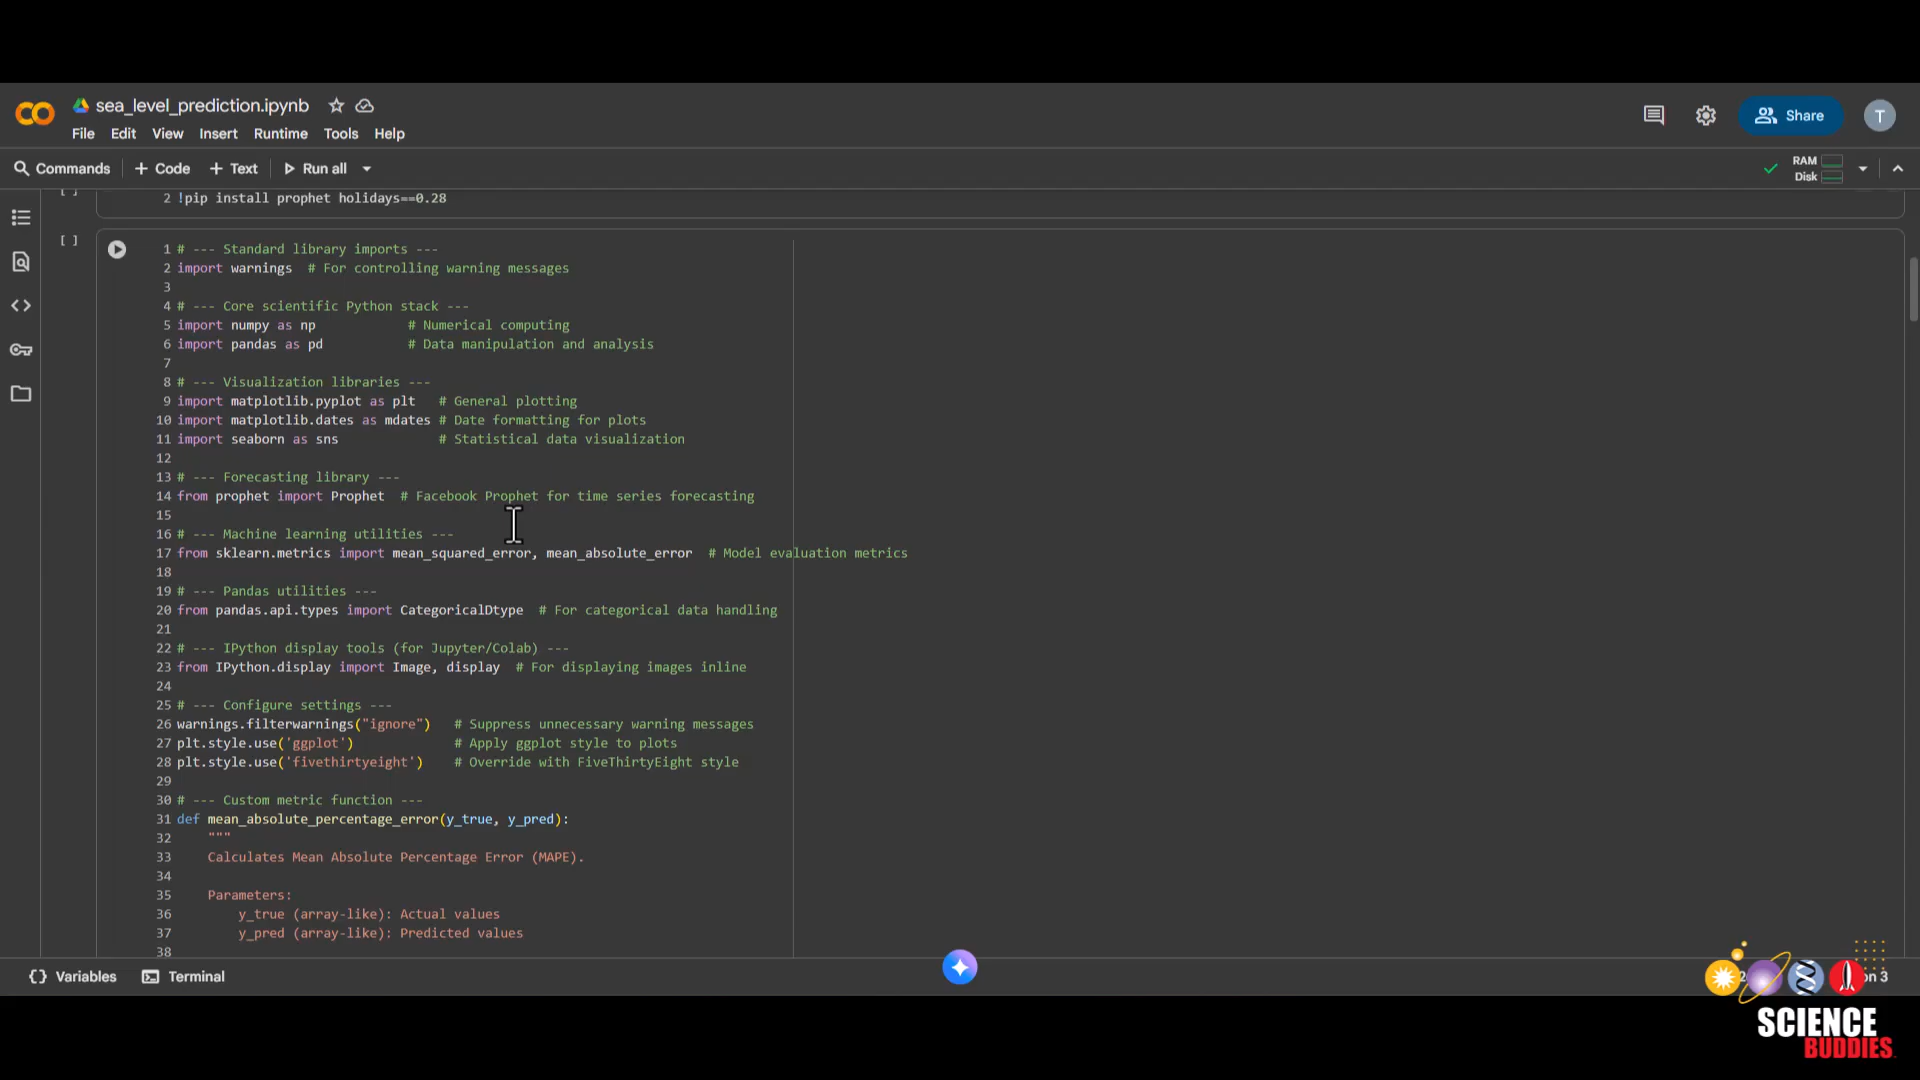 sea_level_prediction.ipynb
File Edit View Insert Runtime Tools Help
Share
T
Commands + Code + Text Run all
RAM
Disk
[ ]
2 !pip install prophet holidays==0.28
[ ]
1 # --- Standard library imports ---
2 import warnings  # For controlling warning messages
3
4 # --- Core scientific Python stack ---
5 import numpy as np            # Numerical computing
6 import pandas as pd           # Data manipulation and analysis
7
8 # --- Visualization libraries ---
9 import matplotlib.pyplot as plt   # General plotting
10 import matplotlib.dates as mdates # Date formatting for plots
11 import seaborn as sns             # Statistical data visualization
12
13 # --- Forecasting library ---
14 from prophet import Prophet  # Facebook Prophet for time series forecasting
15
16 # --- Machine learning utilities ---
17 from sklearn.metrics import mean_squared_error, mean_absolute_error  # Model evaluation metrics
18
19 # --- Pandas utilities ---
20 from pandas.api.types import CategoricalDtype  # For categorical data handling
21
22 # --- IPython display tools (for Jupyter/Colab) ---
23 from IPython.display import Image, display  # For displaying images inline
24
25 # --- Configure settings ---
26 warnings.filterwarnings("ignore")   # Suppress unnecessary warning messages
27 plt.style.use('ggplot')             # Apply ggplot style to plots
28 plt.style.use('fivethirtyeight')    # Override with FiveThirtyEight style
29
30 # --- Custom metric function ---
31 def mean_absolute_percentage_error(y_true, y_pred):
32     """
33     Calculates Mean Absolute Percentage Error (MAPE).
34
35     Parameters:
36         y_true (array-like): Actual values
37         y_pred (array-like): Predicted values
38
{} Variables Terminal
on 3
SCIENCE
BUDDIES